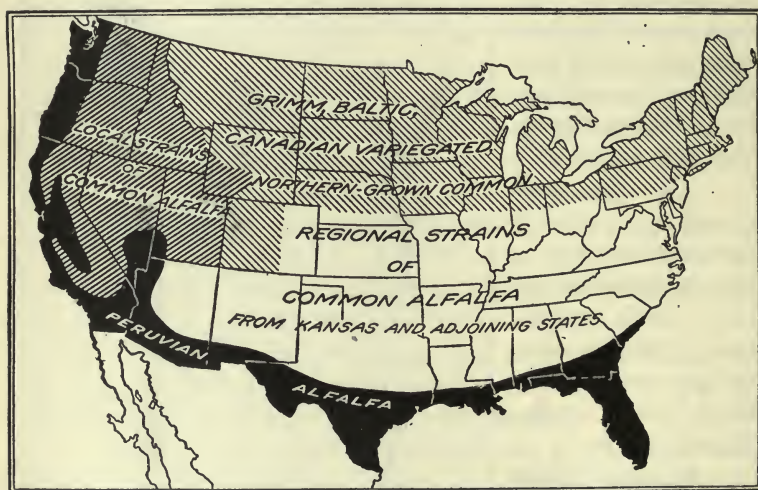 GRIMM, BALTIC,
CANADIAN VARIEGATED
NORTHERN-GROWN COMMON
LOCAL STRAINS
OF
COMMON ALFALFA
REGIONAL STRAINS
OF
COMMON ALFALFA
FROM KANSAS AND ADJOINING STATES
PERUVIAN
ALFALFA